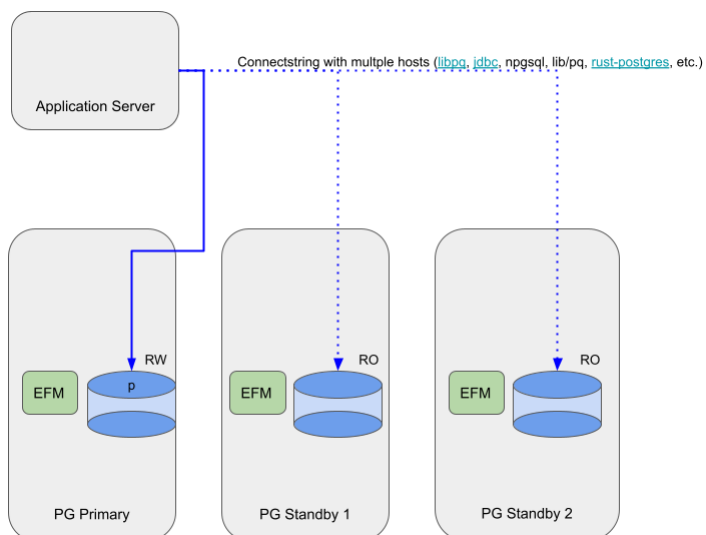 Connectstring with multple hosts (libpq, jdbc, npgsql, lib/pq, rust-postgres, etc.)
Application Server
RW
RO
RO
p
EFM
EFM
EFM
PG Primary
PG Standby 1
PG Standby 2